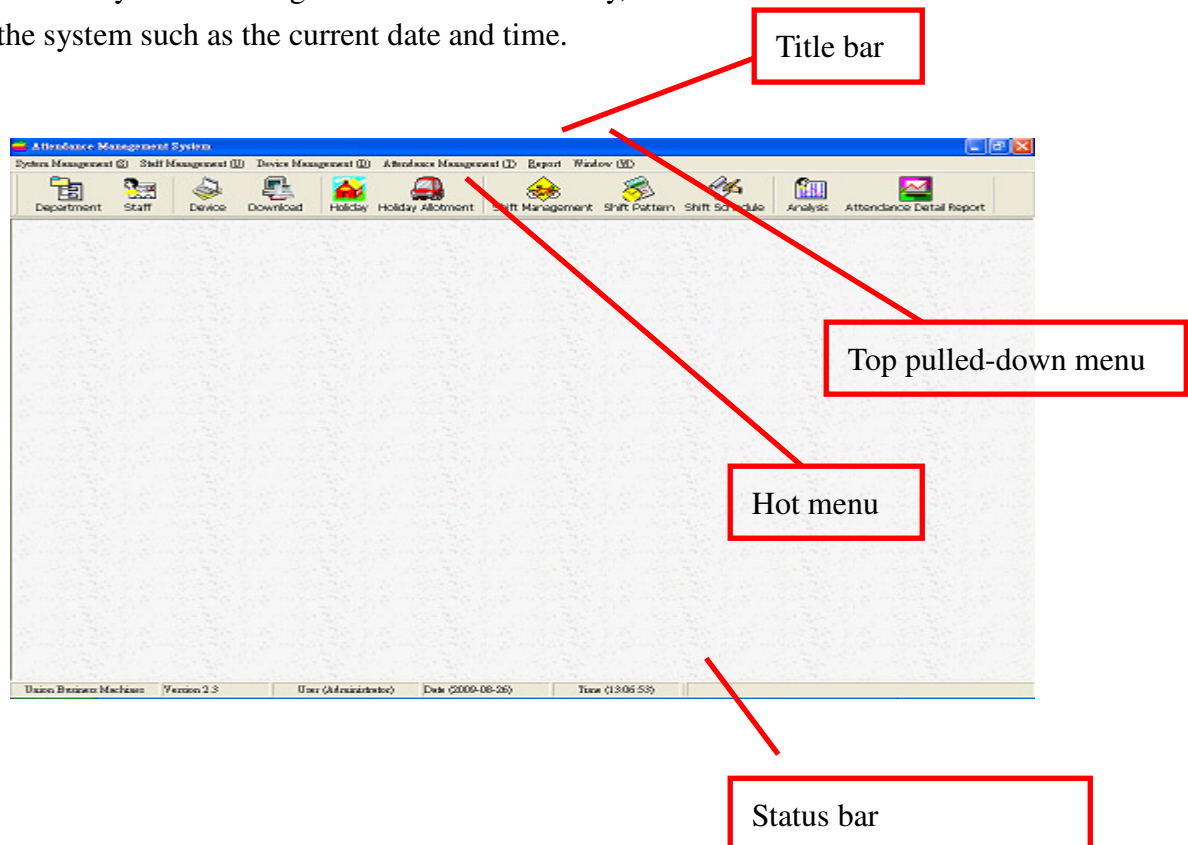 the system such as the current date and time.
Title bar
Attendance Management System
System Management (S) Staff Management (U) Device Management (D) Attendance Management (T) Report Window (W)
Department Staff Device Download Holiday Holiday Allotment Shift Management Shift Pattern Shift Schedule Analysis Attendance Detail Report
Top pulled-down menu
Hot menu
Union Business Machines Version 2.3 User (Administrator) Date (2009-08-26) Time (13:06:53)
Status bar